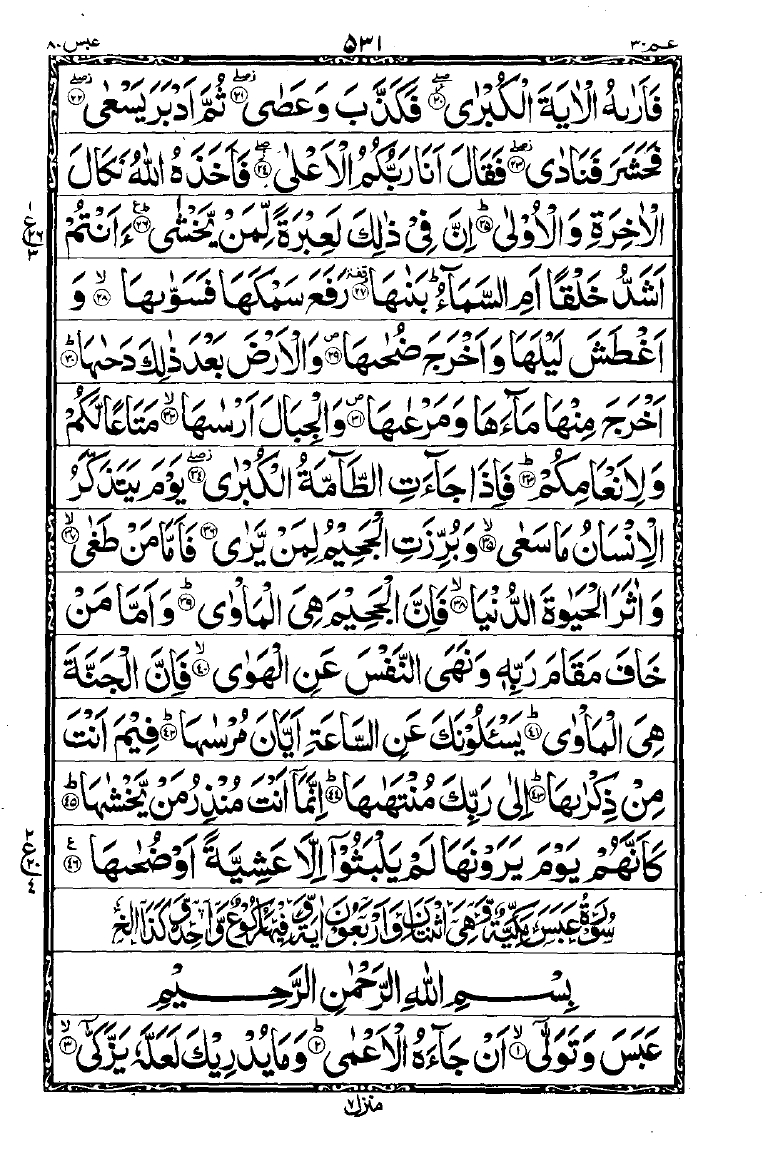 عبس ٨٠ ٥٣١ عـم ٣٠
فَاَرٰىهُ الْاٰيَةَ الْكُبْرٰى ﴿٢٠﴾ فَكَذَّبَ وَعَصٰى ﴿٢١﴾ ثُمَّ اَدْبَرَ يَسْعٰى ﴿٢٢﴾
فَحَشَرَ فَنَادٰى ﴿٢٣﴾ فَقَالَ اَنَا رَبُّكُمُ الْاَعْلٰى ﴿٢٤﴾ فَاَخَذَهُ اللّٰهُ نَكَالَ
الْاٰخِرَةِ وَالْاُوْلٰى ﴿٢٥﴾ اِنَّ فِيْ ذٰلِكَ لَعِبْرَةً لِّمَنْ يَّخْشٰى ﴿٢٦﴾ ءَاَنْتُمْ
اَشَدُّ خَلْقًا اَمِ السَّمَآءُ ؕ بَنٰىهَا ﴿٢٧﴾ رَفَعَ سَمْكَهَا فَسَوّٰىهَا ﴿٢٨﴾ وَ
اَغْطَشَ لَيْلَهَا وَاَخْرَجَ ضُحٰىهَا ﴿٢٩﴾ وَالْاَرْضَ بَعْدَ ذٰلِكَ دَحٰىهَا ﴿٣٠﴾
اَخْرَجَ مِنْهَا مَآءَهَا وَمَرْعٰىهَا ﴿٣١﴾ وَالْجِبَالَ اَرْسٰىهَا ﴿٣٢﴾ مَتَاعًا لَّكُمْ
وَلِاَنْعَامِكُمْ ﴿٣٣﴾ فَاِذَا جَآءَتِ الطَّآمَّةُ الْكُبْرٰى ﴿٣٤﴾ يَوْمَ يَتَذَكَّرُ
الْاِنْسَانُ مَا سَعٰى ﴿٣٥﴾ وَبُرِّزَتِ الْجَحِيْمُ لِمَنْ يَّرٰى ﴿٣٦﴾ فَاَمَّا مَنْ طَغٰى ﴿٣٧﴾
وَاٰثَرَ الْحَيٰوةَ الدُّنْيَا ﴿٣٨﴾ فَاِنَّ الْجَحِيْمَ هِيَ الْمَاْوٰى ﴿٣٩﴾ وَاَمَّا مَنْ
خَافَ مَقَامَ رَبِّهٖ وَنَهَى النَّفْسَ عَنِ الْهَوٰى ﴿٤٠﴾ فَاِنَّ الْجَنَّةَ
هِيَ الْمَاْوٰى ﴿٤١﴾ يَسْـَٔلُوْنَكَ عَنِ السَّاعَةِ اَيَّانَ مُرْسٰىهَا ﴿٤٢﴾ فِيْمَ اَنْتَ
مِنْ ذِكْرٰىهَا ﴿٤٣﴾ اِلٰى رَبِّكَ مُنْتَهٰىهَا ﴿٤٤﴾ اِنَّمَآ اَنْتَ مُنْذِرُ مَنْ يَّخْشٰىهَا ﴿٤٥﴾
كَاَنَّهُمْ يَوْمَ يَرَوْنَهَا لَمْ يَلْبَثُوْٓا اِلَّا عَشِيَّةً اَوْ ضُحٰىهَا ﴿٤٦﴾
سُوْرَةُ عَبَسَ مَكِّيَّةٌ وَّهِيَ اثْنَتَانِ وَاَرْبَعُوْنَ اٰيَةً وَّفِيْهَا رُكُوْعٌ وَّاحِدٌ
بِسْمِ اللّٰهِ الرَّحْمٰنِ الرَّحِيْمِ
عَبَسَ وَتَوَلّٰٓى ﴿١﴾ اَنْ جَآءَهُ الْاَعْمٰى ﴿٢﴾ وَمَا يُدْرِيْكَ لَعَلَّهٗ يَزَّكّٰٓى ﴿٣﴾
منزل ٧